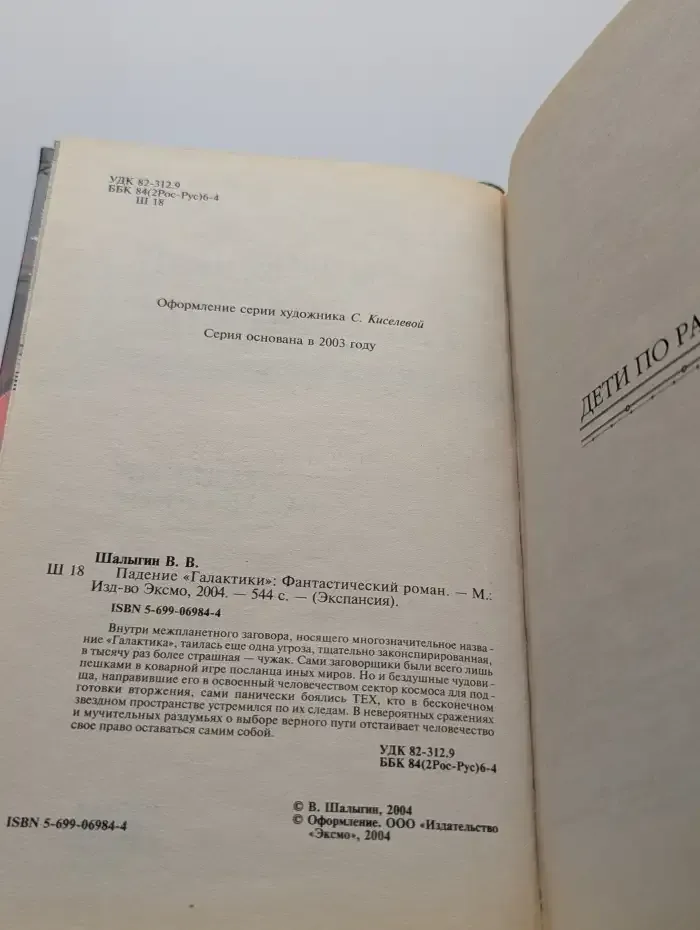 УДК 82-312.9
ББК 84(2Рос-Рус)6-4
Ш 18
Оформление серии художника С. Киселевой
Серия основана в 2003 году
Шалыгин В. В.
Ш 18 Падение «Галактики»: Фантастический роман. — М.:
Изд-во Эксмо, 2004. — 544 с. — (Экспансия).
ISBN 5-699-06984-4
Внутри межпланетного заговора, носящего многозначительное назва-
ние «Галактика», таилась еще одна угроза, тщательно законспирированная,
в тысячу раз более страшная — чужак. Сами заговорщики были всего лишь
пешками в коварной игре посланца иных миров. Но и бездушные чудови-
ща, направившие его в освоенный человечеством сектор космоса для под-
готовки вторжения, сами панически боялись ТЕХ, кто в бесконечном
звездном пространстве устремился по их следам. В невероятных сражениях
и мучительных раздумьях о выборе верного пути отстаивает человечество
свое право оставаться самим собой.
УДК 82-312.9
ББК 84(2Рос-Рус)6-4
© В. Шалыгин, 2004
© Оформление. ООО «Издательство
«Эксмо», 2004
ISBN 5-699-06984-4
ДЕТИ ПО РА